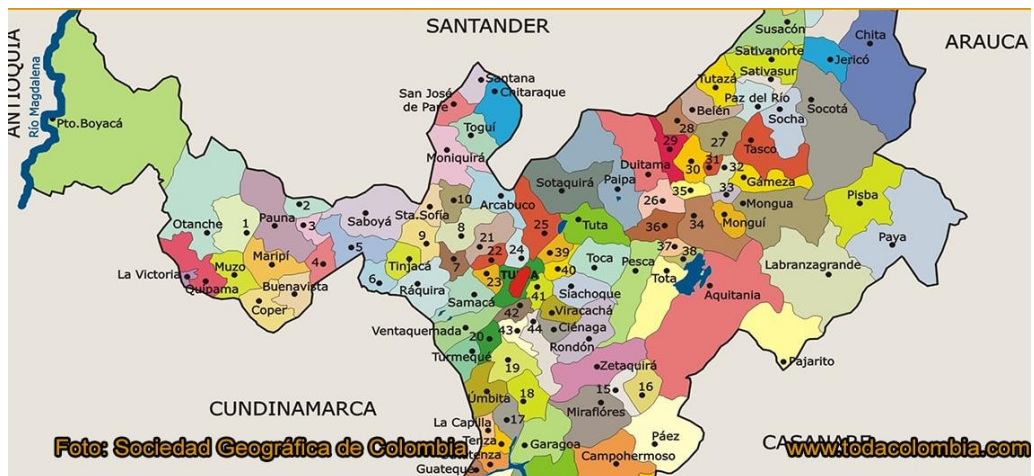 SANTANDER
ARAUCA
ANTIOQUIA
Río Magdalena
Pto.Boyacá
Susacón
Chita
Sativanorte
Jericó
Sativasur
Tutazá
Paz del Río
Socotá
Belén
Socha
Santana
Chitaraque
San José
de Pare
Toguí
Moniquirá
28
27
29
Tasco
Duitama
30
31
32
Gámeza
Sotaquirá
Paipa
35
33
Pisba
Arcabuco
26
Mongua
Otanche
1
Pauna
2
3
Saboyá
Sta.Sofía
10
8
25
Tuta
36
34
Monguí
Paya
9
21
5
Tinjacá
7
22
24
39
37
38
Maripí
4
Toca
Pesca
Tota
Labranzagrande
La Victoria
Muzo
Quipama
6
Ráquira
23
40
Buenavista
41
Siachoque
Aquitania
Coper
Samacá
42
Viracachá
Ventaquemada
20
43
44
Ciénaga
Rondón
Turmequé
19
Zetaquirá
Pajarito
15
16
Úmbita
18
Miraflóres
CUNDINAMARCA
La Capilla
17
Páez
CASANARE
Foto: Sociedad Geográfica de Colombia
www.todacolombia.com
Tenza
Garagoa
Campohermoso
Guateque